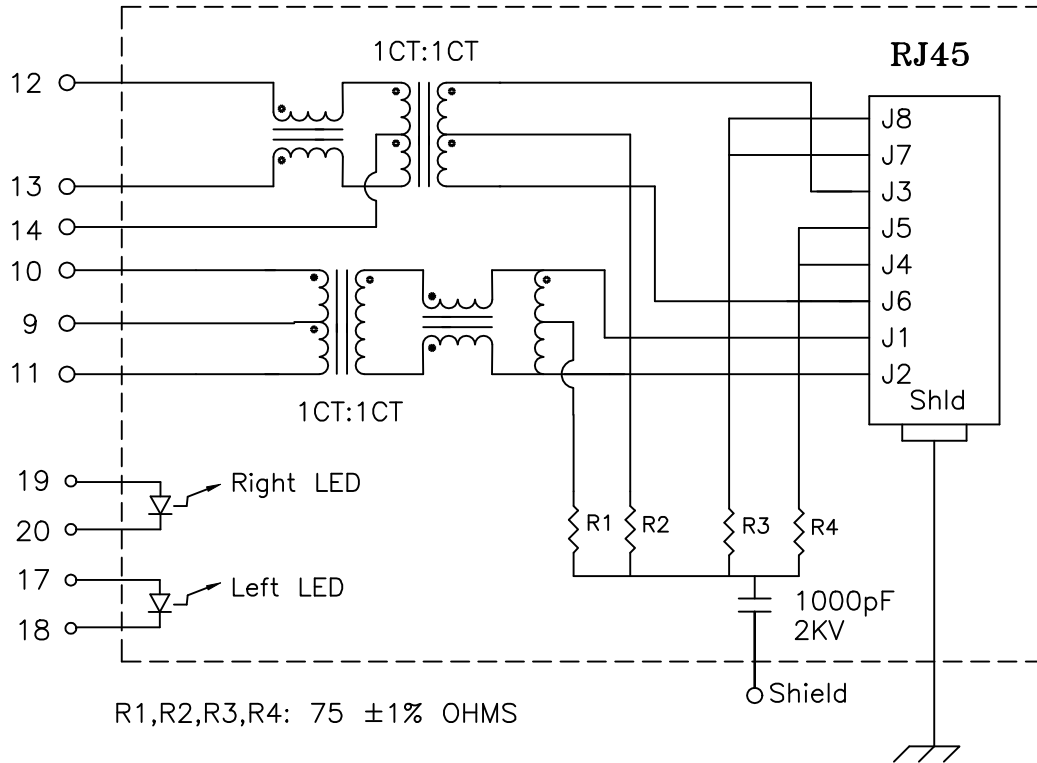 1CT:1CT
RJ45
12
J8
J7
13
J3
14
J5
J4
10
J6
9
J1
11
J2
Shld
1CT:1CT
19
Right LED
20
R1
R2
R3
R4
17
Left LED
18
1000pF
2KV
Shield
R1,R2,R3,R4: 75 ±1% OHMS